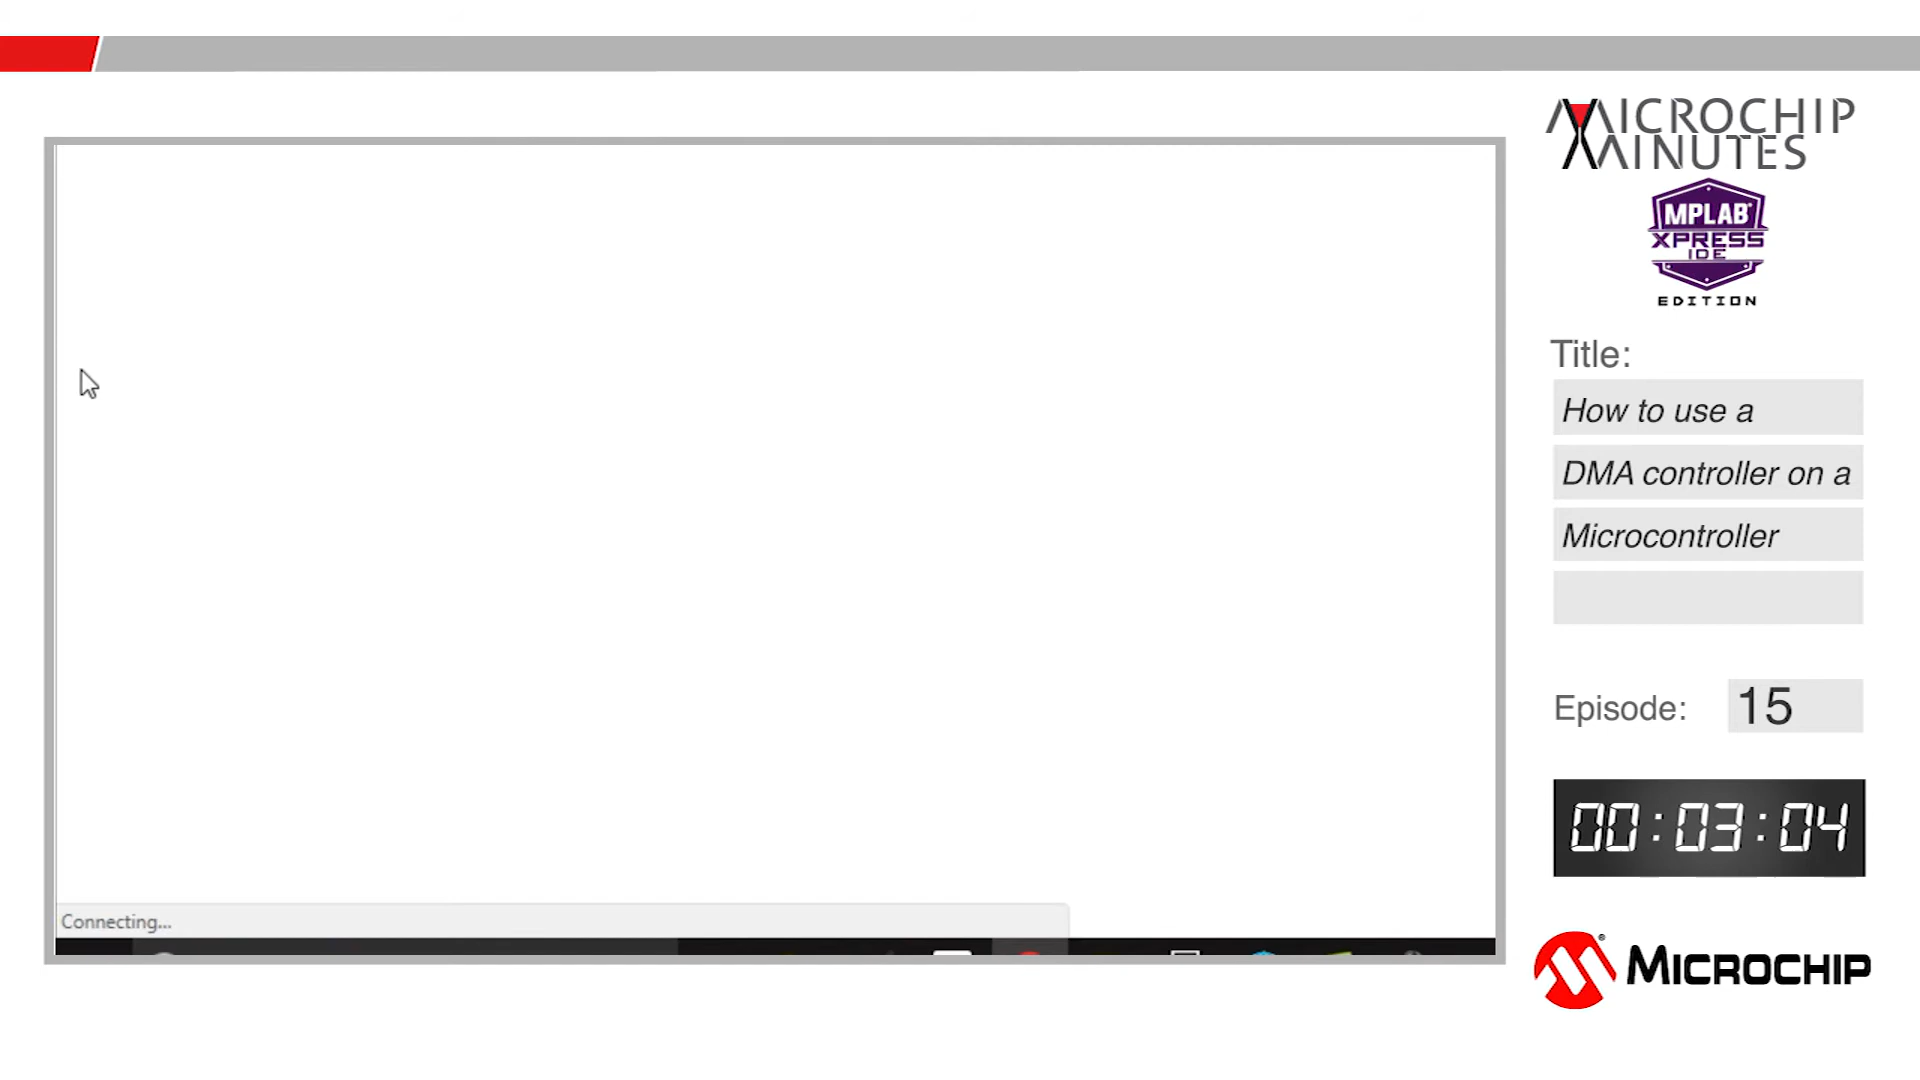 MICROCHIP
MINUTES
MPLAB®
XPRESS
IDE
EDITION
Title:
How to use a
DMA controller on a
Microcontroller
Episode: 15
00:03:04
Connecting...
MICROCHIP